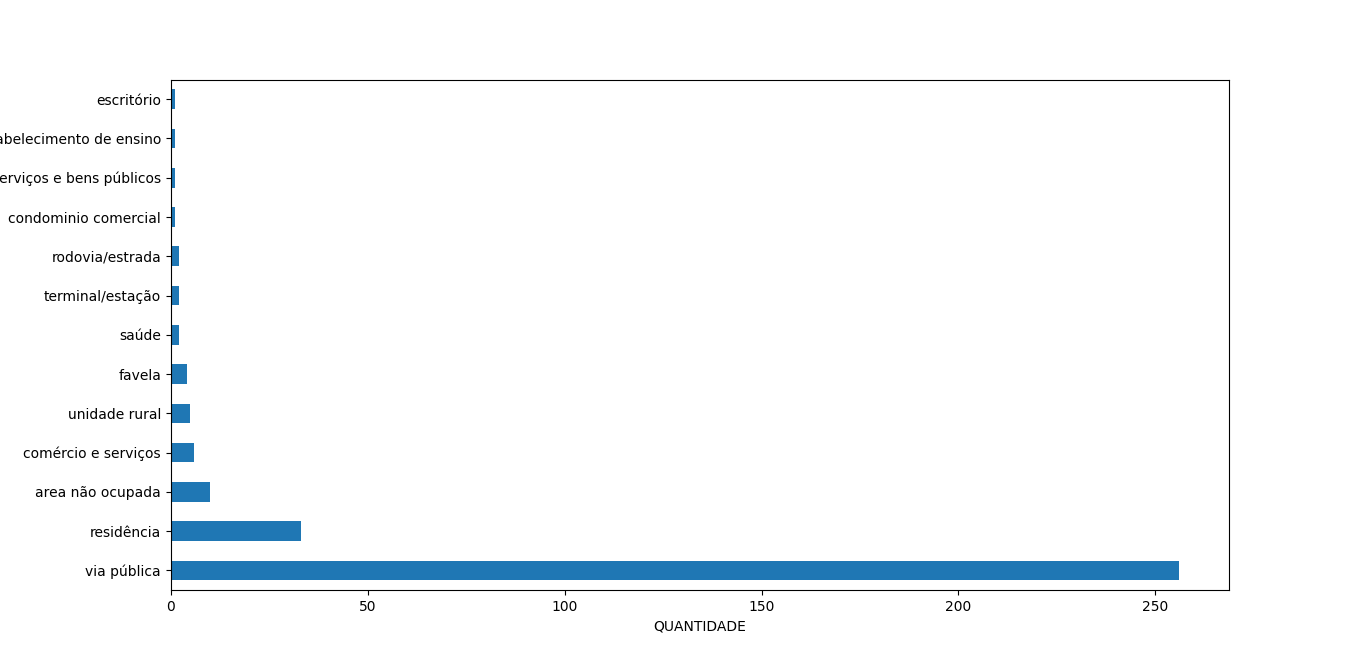 escritório
abelecimento de ensino
erviços e bens públicos
condominio comercial
rodovia/estrada
terminal/estação
saúde
favela
unidade rural
comércio e serviços
area não ocupada
residência
via pública
0 50 100 150 200 250
QUANTIDADE